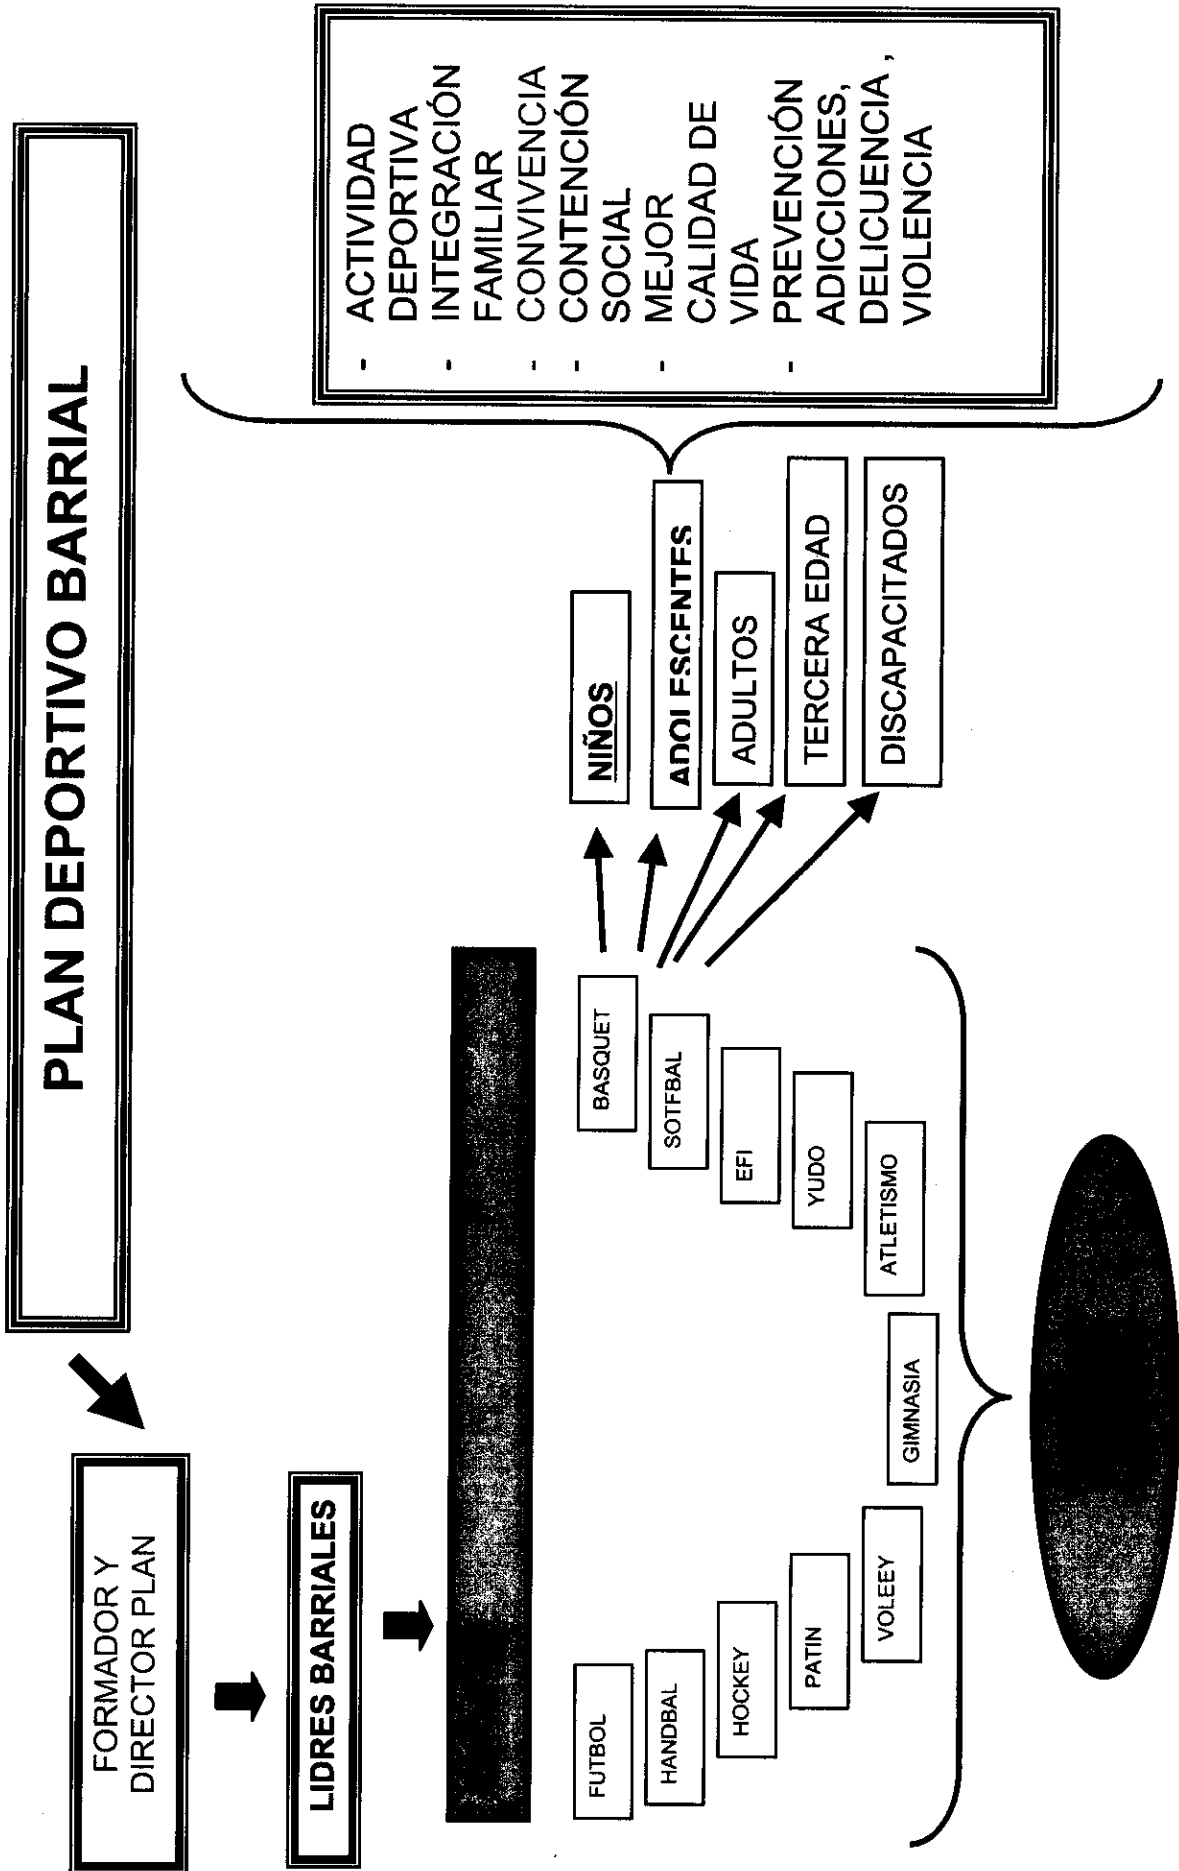 PLAN DEPORTIVO BARRIAL
FORMADOR Y
DIRECTOR PLAN
LIDRES BARRIALES
FUTBOL
HANDBAL
HOCKEY
PATIN
VOLEEY
GIMNASIA
ATLETISMO
YUDO
EFI
SOTFBAL
BASQUET
NIÑOS
ADOLESCENTES
ADULTOS
TERCERA EDAD
DISCAPACITADOS
- ACTIVIDAD
DEPORTIVA
- INTEGRACIÓN
FAMILIAR
- CONVIVENCIA
- CONTENCIÓN
SOCIAL
- MEJOR
CALIDAD DE
VIDA
- PREVENCIÓN
ADICCIONES,
DELICUENCIA ,
VIOLENCIA